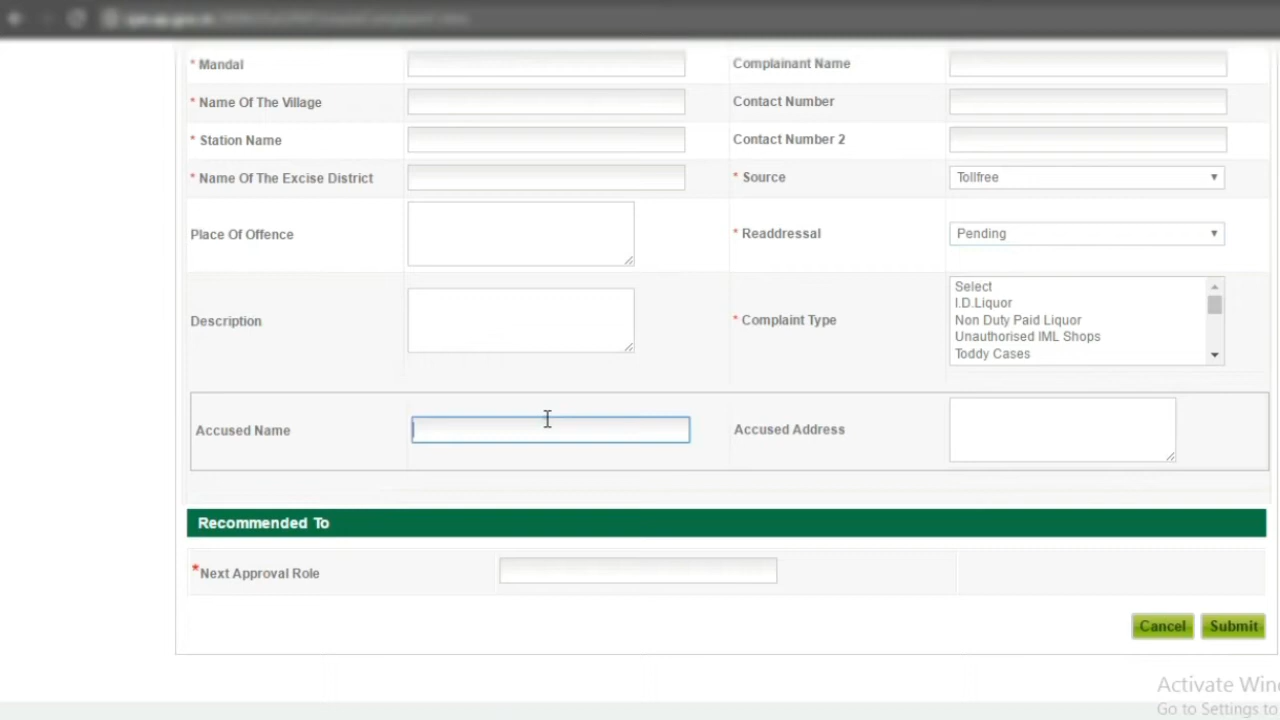 * Mandal
Complainant Name
* Name Of The Village
Contact Number
* Station Name
Contact Number 2
* Name Of The Excise District
* Source
Tollfree
Place Of Offence
* Readdressal
Pending
Description
* Complaint Type
Select
I.D.Liquor
Non Duty Paid Liquor
Unauthorised IML Shops
Toddy Cases
Accused Name
Accused Address
Recommended To
*Next Approval Role
Cancel
Submit
Activate Win
Go to Settings to